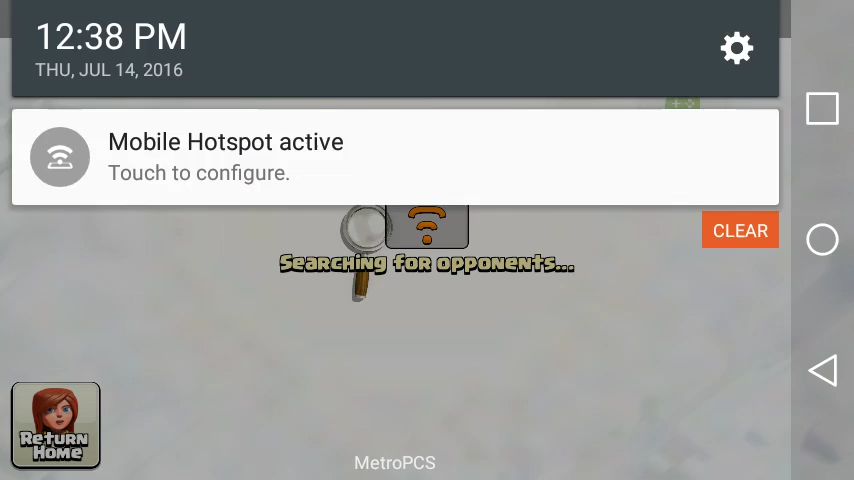 12:38 PM
THU, JUL 14, 2016
Mobile Hotspot active
Touch to configure.
CLEAR
Searching for opponents...
Return
Home
MetroPCS